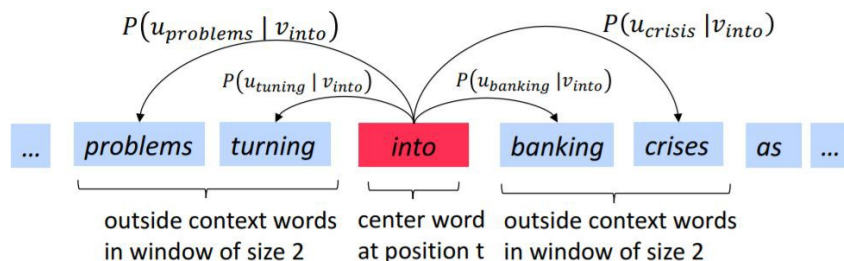 P(u_problems | v_into) P(u_crisis |v_into)
P(u_tuning | v_into) P(u_banking |v_into)
... problems turning into banking crises as ...
outside context words center word outside context words
in window of size 2 at position t in window of size 2